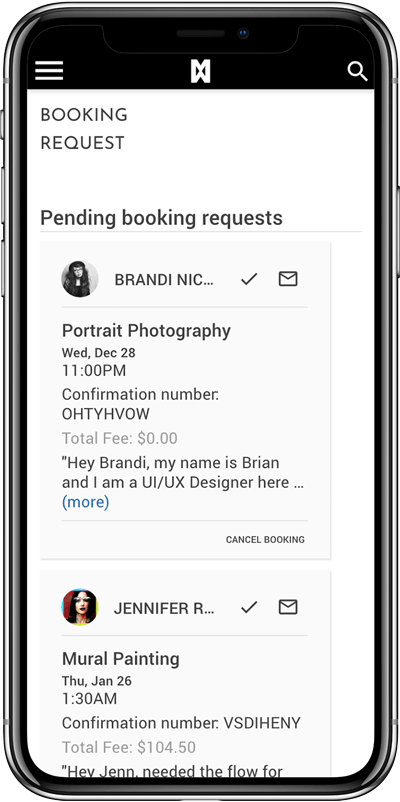 BOOKING
REQUEST
Pending booking requests
BRANDI NIC...
Portrait Photography
Wed, Dec 28
11:00PM
Confirmation number:
OHTYHVOW
Total Fee: $0.00
"Hey Brandi, my name is Brian
and I am a UI/UX Designer here ...
(more)
CANCEL BOOKING
JENNIFER R...
Mural Painting
Thu, Jan 26
1:30AM
Confirmation number: VSDIHENY
Total Fee: $104.50
"Hey Jenn, needed the flow for